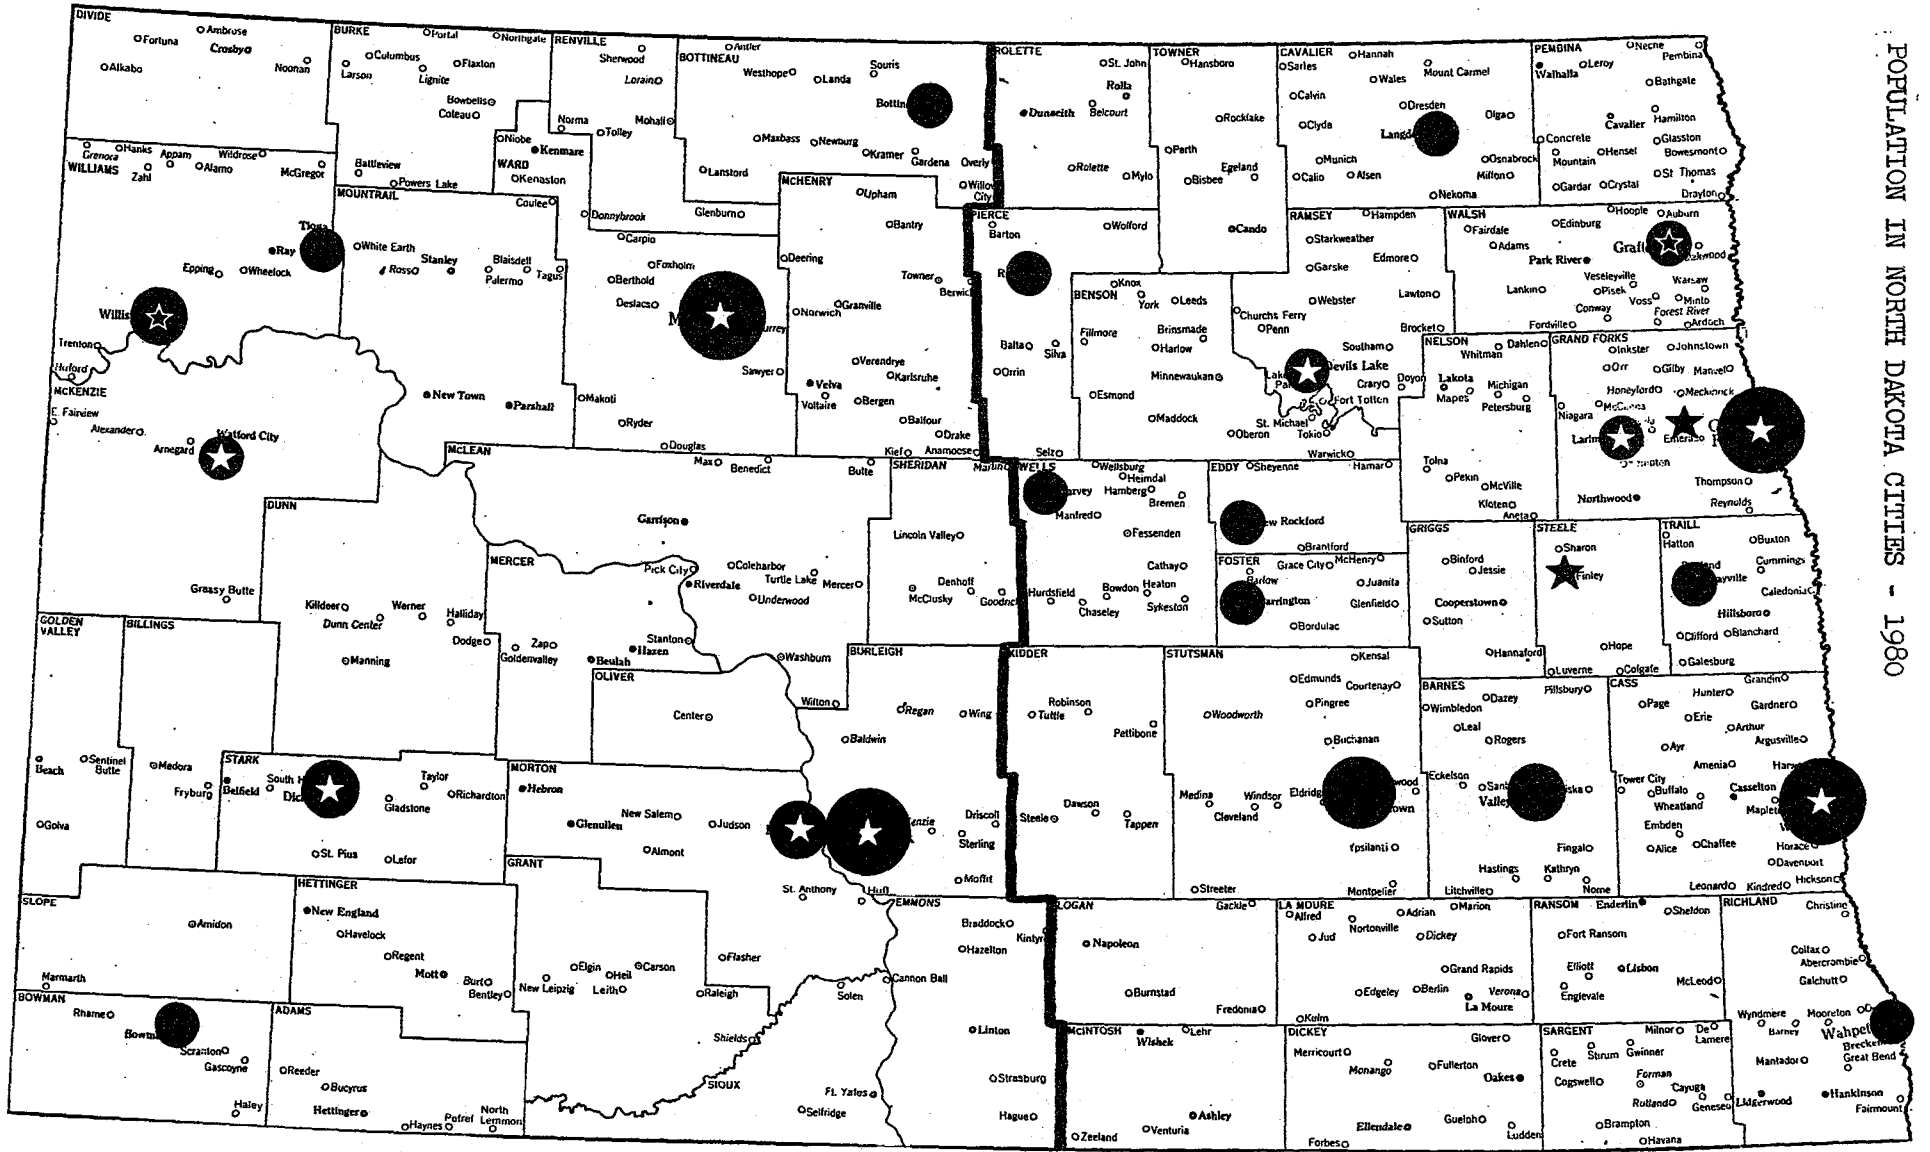 POPULATION IN NORTH DAKOTA CITIES - 1980
DIVIDE
Fortuna
Ambrose
Crosby
Alkabo
Noonan
BURKE
Portal
Northgate
Columbus
Larson
Lignite
Flaxton
Bowbells
Coteau
Battleview
Powers Lake
RENVILLE
Sherwood
Loraine
Mohall
Norma
Tolley
BOTTINEAU
Antler
Westhope
Landa
Souris
Maxbass
Newburg
Kramer
Gardena
Overly
Lansford
Willow City
ROLETTE
St. John
Rolla
Dunseith
Belcourt
Rolette
Mylo
TOWNER
Hansboro
Rocklake
Perth
Egeland
Bisbee
Cando
CAVALIER
Hannah
Sarles
Wales
Mount Carmel
Calvin
Dresden
Clyde
Olga
Munich
Osnabrock
Calio
Alsen
Milton
Nekoma
PEMBINA
Neche
Pembina
Walhalla
Leroy
Bathgate
Hamilton
Cavalier
Concrete
Glasston
Hensel
Bowesmont
Mountain
St Thomas
Gardar
Crystal
Drayton
WILLIAMS
Grenora
Hanks
Appam
Wildrose
Zahl
Alamo
McGregor
Tioga
Ray
Epping
Wheelock
Trenton
WARD
Niobe
Kenmare
Kenaston
Donnybrook
Carpio
Foxholm
Berthold
Deslacs
Sawyer
Makoti
Ryder
Douglas
Glenburn
MOUNTRAIL
Coulee
White Earth
Ross
Stanley
Blaisdell
Palermo
Tagus
New Town
Parshall
McHENRY
Upham
Bantry
Deering
Towner
Berwick
Norwich
Granville
Verendrye
Karlsruhe
Velva
Voltaire
Bergen
Balfour
Drake
Kief
Anamoose
PIERCE
Barton
Wolford
Balta
Silva
Orrin
Selz
BENSON
Knox
York
Leeds
Fillmore
Brinsmade
Harlow
Minnewaukan
Esmond
Maddock
Oberon
St. Michael
Fort Totten
Tokio
Warwick
RAMSEY
Hampden
Starkweather
Edmore
Garske
Webster
Lawton
Churchs Ferry
Penn
Brocket
Southam
Devils Lake
Crary
Doyon
WALSH
Hoople
Auburn
Fairdale
Edinburg
Adams
Park River
Veseleyville
Warsaw
Lankin
Pisek
Voss
Minto
Conway
Forest River
Fordville
Ardoch
NELSON
Whitman
Dahlen
Lakota
Mapes
Michigan
Petersburg
Tolna
Pekin
McVille
Kloten
Aneta
GRAND FORKS
Inkster
Johnstown
Orr
Gilby
Manvel
Honeyford
Mekinock
Niagara
Emerado
Thompson
Northwood
Reynolds
McKENZIE
E. Fairview
Alexander
Arnegard
Watford City
Grassy Butte
McLEAN
Max
Benedict
Butte
Garrison
Coleharbor
Turtle Lake
Mercer
Riverdale
Underwood
Washburn
Wilton
SHERIDAN
Martin
Lincoln Valley
McClusky
Denhoff
WELLS
Wellsburg
Heimdal
Hamberg
Manfred
Bremen
Fessenden
Cathay
Hurdsfield
Bowdon
Heaton
Chaseley
Sykeston
EDDY
Sheyenne
Hamar
New Rockford
Brantford
FOSTER
Grace City
McHenry
Barlow
Juanita
Glenfield
Bordulac
GRIGGS
Binford
Jessie
Cooperstown
Sutton
Hannaford
STEELE
Sharon
Finley
Hope
Luverne
Colgate
TRAILL
Hatton
Buxton
Cummings
Caledonia
Hillsboro
Clifford
Blanchard
Galesburg
DUNN
Killdeer
Werner
Halliday
Dunn Center
Dodge
Manning
MERCER
Pick City
Stanton
Zap
Goldenvalley
Beulah
Hazen
OLIVER
Center
GOLDEN VALLEY
Beach
Sentinel Butte
Golva
BILLINGS
Medora
Fryburg
STARK
Belfield
Taylor
Gladstone
Richardton
St. Pius
Lefor
MORTON
Hebron
Glenullen
New Salem
Judson
Almont
St. Anthony
Huff
Flasher
BURLEIGH
Regan
Wing
Baldwin
Driscoll
Sterling
Moffit
KIDDER
Robinson
Tuttle
Pettibone
Dawson
Steele
Tappen
STUTSMAN
Kensal
Edmunds
Courtenay
Pingree
Woodworth
Buchanan
Medina
Windsor
Cleveland
Eldridge
Ypsilanti
Streeter
Montpelier
BARNES
Pillsbury
Dazey
Wimbledon
Leal
Rogers
Eckelson
Valley
Fingal
Hastings
Kathryn
Litchville
Nome
CASS
Grandin
Hunter
Page
Gardner
Erie
Arthur
Ayr
Argusville
Amenia
Tower City
Buffalo
Casselton
Wheatland
Mapleton
Embden
Alice
Chaffee
Horace
Davenport
Leonard
Kindred
Hickson
SLOPE
Amidon
Marmarth
HETTINGER
New England
Havelock
Regent
Mott
Burt
Bentley
GRANT
Elgin
Heil
Carson
New Leipzig
Leith
Raleigh
Shields
EMMONS
Braddock
Kintyre
Hazelton
Linton
Strasburg
Hague
LOGAN
Gackle
Napoleon
Burnstad
Fredonia
LA MOURE
Alfred
Adrian
Marion
Nortonville
Jud
Dickey
Grand Rapids
Edgeley
Berlin
Verona
La Moure
Kulm
RANSOM
Enderlin
Sheldon
Fort Ransom
Elliott
Lisbon
Englevale
McLeod
RICHLAND
Christine
Colfax
Abercrombie
Galchutt
Wyndmere
Mooreton
Barney
Mantador
Great Bend
Lidgerwood
Hankinson
Fairmount
BOWMAN
Rhame
Scranton
Gascoyne
Haley
ADAMS
Reeder
Bucyrus
Hettinger
Haynes
Petrel
North Lemmon
SIOUX
Cannon Ball
Solen
Ft. Yates
Selfridge
McINTOSH
Wishek
Lehr
Ashley
Venturia
Zeeland
DICKEY
Merricourt
Glover
Monango
Fullerton
Oakes
Guelph
Ellendale
Forbes
Ludden
SARGENT
Milnor
De Lamere
Crete
Stirum
Gwinner
Cogswell
Forman
Cayuga
Rutland
Geneseo
Brampton
Havana